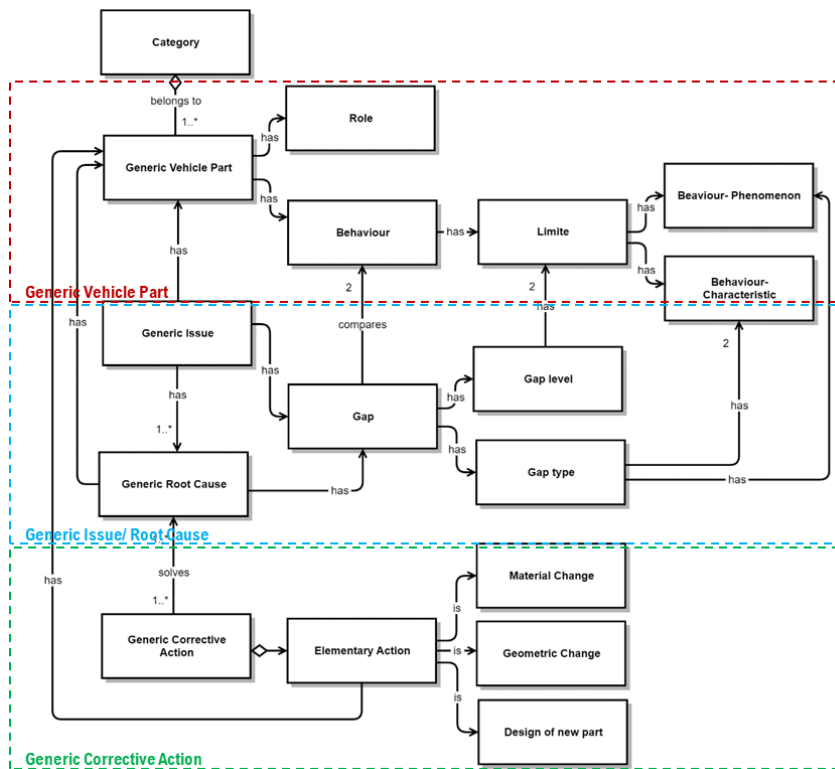 Category
belongs to
1..*
Role
has
Generic Vehicle Part
has
Beaviour- Phenomenon
has
Behaviour
has
Limite
has
has
Behaviour-
Characteristic
Generic Vehicle Part
has
2
2
2
Generic Issue
has
compares
has
has
has
Gap level
has
1..*
Gap
has
has
Gap type
has
Generic Root Cause
has
Generic Issue/ Root Cause
has
solves
1..*
Material Change
is
Generic Corrective
Action
Elementary Action
is
Geometric Change
is
Design of new part
Generic Corrective Action